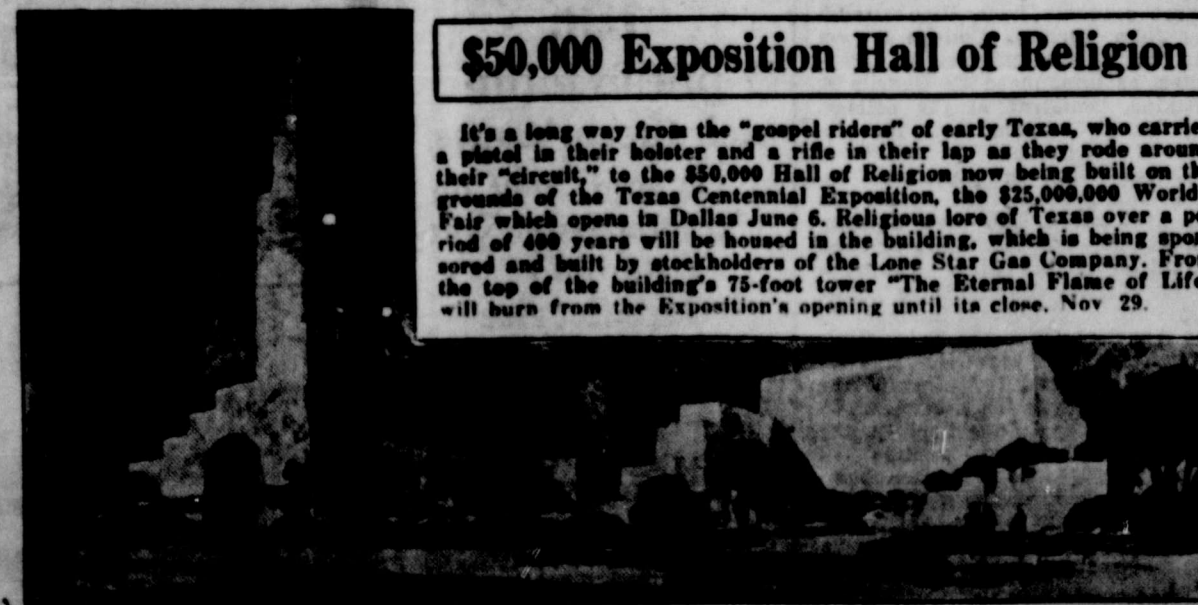 $50,000 Exposition Hall of Religion
It's a long way from the "gospel riders" of early Texas, who carrie
a pistol in their holster and a rifle in their lap as they rode aroun
their "circuit," to the $50,000 Hall of Religion now being built on th
grounds of the Texas Centennial Exposition, the $25,000,000 World
Fair which opens in Dallas June 6. Religious lore of Texas over a pe
riod of 400 years will be housed in the building, which is being spon
sored and built by stockholders of the Lone Star Gas Company. Fro
the top of the building's 75-foot tower "The Eternal Flame of Life
will burn from the Exposition's opening until its close, Nov 29.